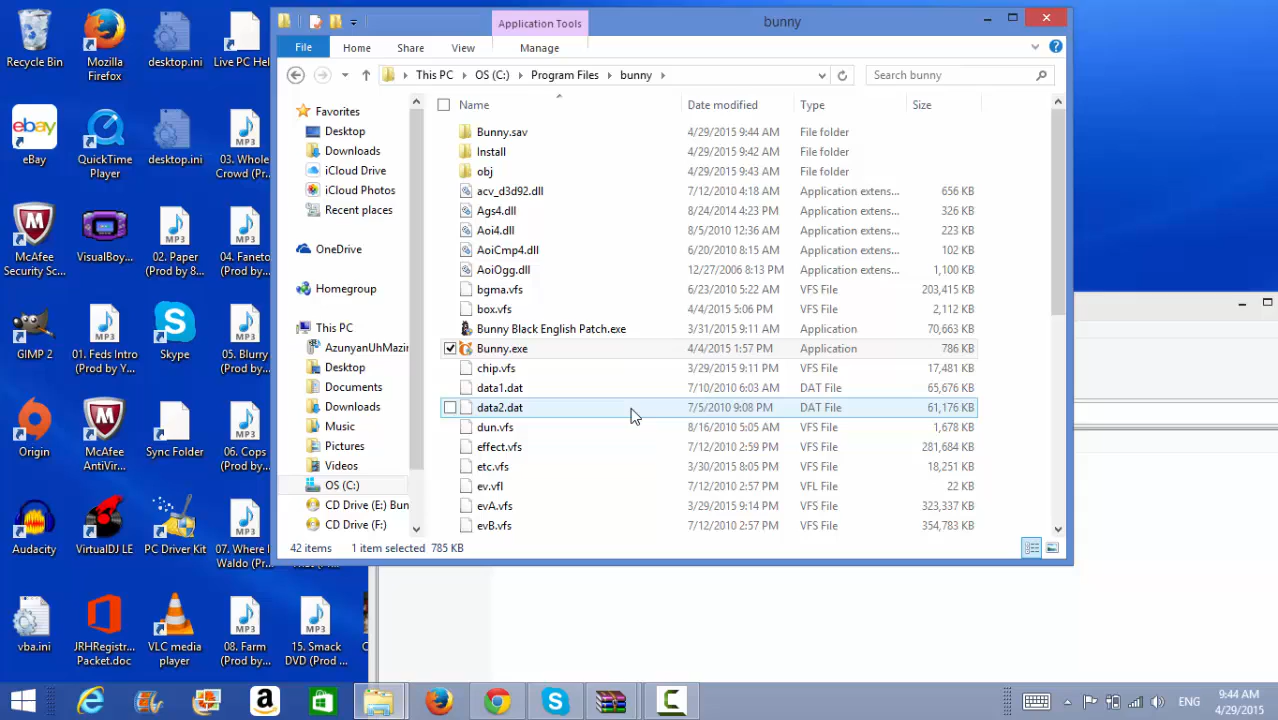 Recycle Bin
Mozilla
Firefox
desktop.ini
Live PC Hel
eBay
QuickTime
Player
desktop.ini
03. Whole
Crowd (Pr...
McAfee
Security Sc...
VisualBoy...
02. Paper
(Prod by 8...
04. Faneto
(Prod by...
GIMP 2
01. Feds Intro
(Prod by Y...
Skype
05. Blurry
(Prod by...
Origin
McAfee
AntiVir...
Sync Folder
06. Cops
(Prod by...
Audacity
VirtualDJ LE
PC Driver Kit
07. Where I
Waldo (Pr...
vba.ini
JRHRegistr...
Packet.doc
VLC media
player
08. Farm
(Prod by...
15. Smack
DVD (Prod ...
Application Tools
bunny
File
Home
Share
View
Manage
This PC
OS (C:)
Program Files
bunny
Search bunny
Favorites
Desktop
Downloads
iCloud Drive
iCloud Photos
Recent places
OneDrive
Homegroup
This PC
AzunyanUhMazir
Desktop
Documents
Downloads
Music
Pictures
Videos
OS (C:)
CD Drive (E:) Bun
CD Drive (F:)
Name Date modified Type Size
Bunny.sav 4/29/2015 9:44 AM File folder
Install 4/29/2015 9:42 AM File folder
obj 4/29/2015 9:43 AM File folder
acv_d3d92.dll 7/12/2010 4:18 AM Application extens... 656 KB
Ags4.dll 8/24/2014 4:23 PM Application extens... 326 KB
Aoi4.dll 8/5/2010 12:36 AM Application extens... 223 KB
AoiCmp4.dll 6/20/2010 8:15 AM Application extens... 102 KB
AoiOgg.dll 12/27/2006 8:13 PM Application extens... 1,100 KB
bgma.vfs 6/23/2010 5:22 AM VFS File 203,415 KB
box.vfs 4/4/2015 5:06 PM VFS File 2,112 KB
Bunny Black English Patch.exe 3/31/2015 9:11 AM Application 70,663 KB
Bunny.exe 4/4/2015 1:57 PM Application 786 KB
chip.vfs 3/29/2015 9:11 PM VFS File 17,481 KB
data1.dat 7/10/2010 6:03 AM DAT File 65,676 KB
data2.dat 7/5/2010 9:08 PM DAT File 61,176 KB
dun.vfs 8/16/2010 5:05 AM VFS File 1,678 KB
effect.vfs 7/12/2010 2:59 PM VFS File 281,684 KB
etc.vfs 3/30/2015 8:05 PM VFS File 18,251 KB
ev.vfl 7/12/2010 2:57 PM VFL File 22 KB
evA.vfs 3/29/2015 9:14 PM VFS File 323,337 KB
evB.vfs 7/12/2010 2:57 PM VFS File 354,783 KB
42 items 1 item selected 785 KB
ENG
9:44 AM
4/29/2015